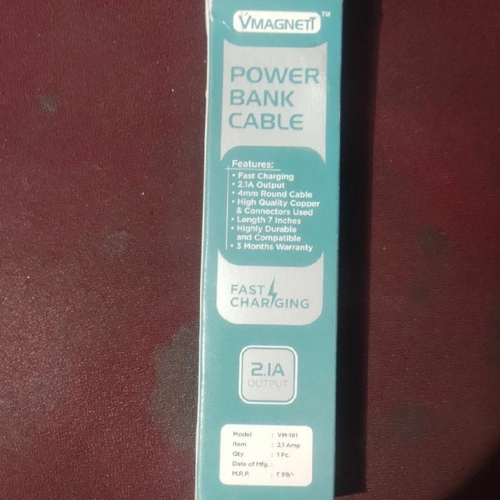 VMAGNETT™
POWER
BANK
CABLE
Features:
• Fast Charging
• 2.1A Output
• 4mm Round Cable
• High Quality Copper
& Connectors Used
• Length 7 Inches
• Highly Durable
and Compatible
• 3 Months Warranty
FAST
CHARGING
2.1A
OUTPUT
Model : VM-191
Item : 2.1 Amp
Qty : 1 Pc.
Date of Mfg. :
M.R.P. : ₹ 99/-